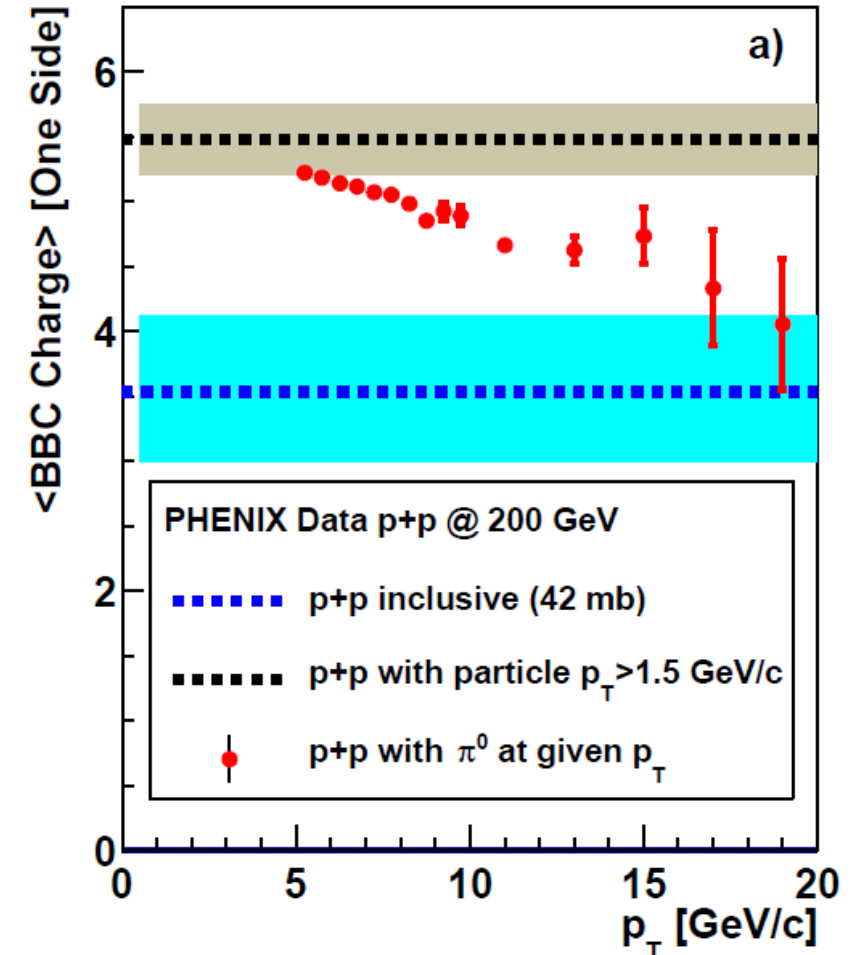 <BBC Charge> [One Side]
a)
6
4
2
0
PHENIX Data p+p @ 200 GeV
p+p inclusive (42 mb)
p+p with particle p_T>1.5 GeV/c
p+p with π⁰ at given p_T
0 5 10 15 20
p_T [GeV/c]